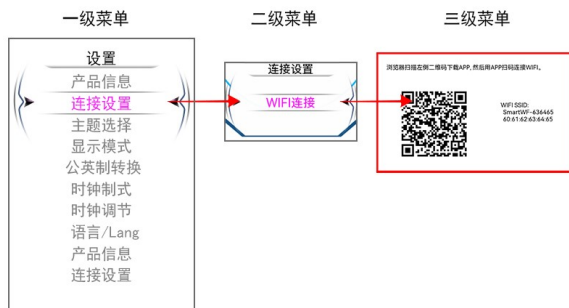 一级菜单
二级菜单
三级菜单
设置
产品信息
连接设置
主题选择
显示模式
公英制转换
时钟制式
时钟调节
语言/Lang
产品信息
连接设置
连接设置
WIFI连接
浏览器扫描左侧二维码下载APP, 然后用APP扫码连接WIFI。
WIFI SSID:
SmartWF-636465
60:61:62:63:64:65